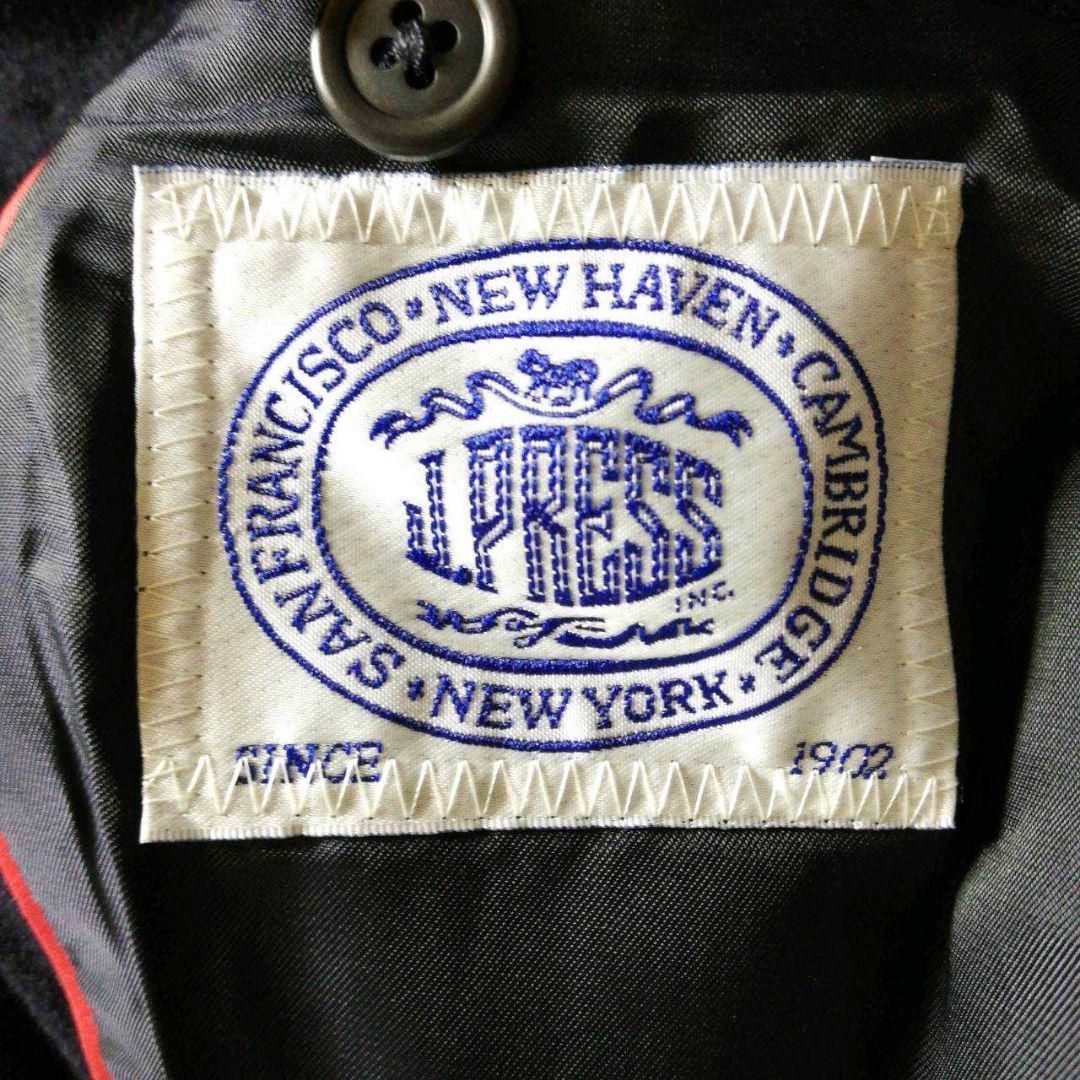 SAN FRANCISCO * NEW HAVEN * CAMBRIDGE * NEW YORK *
J.PRESS
INC.
SINCE 1902